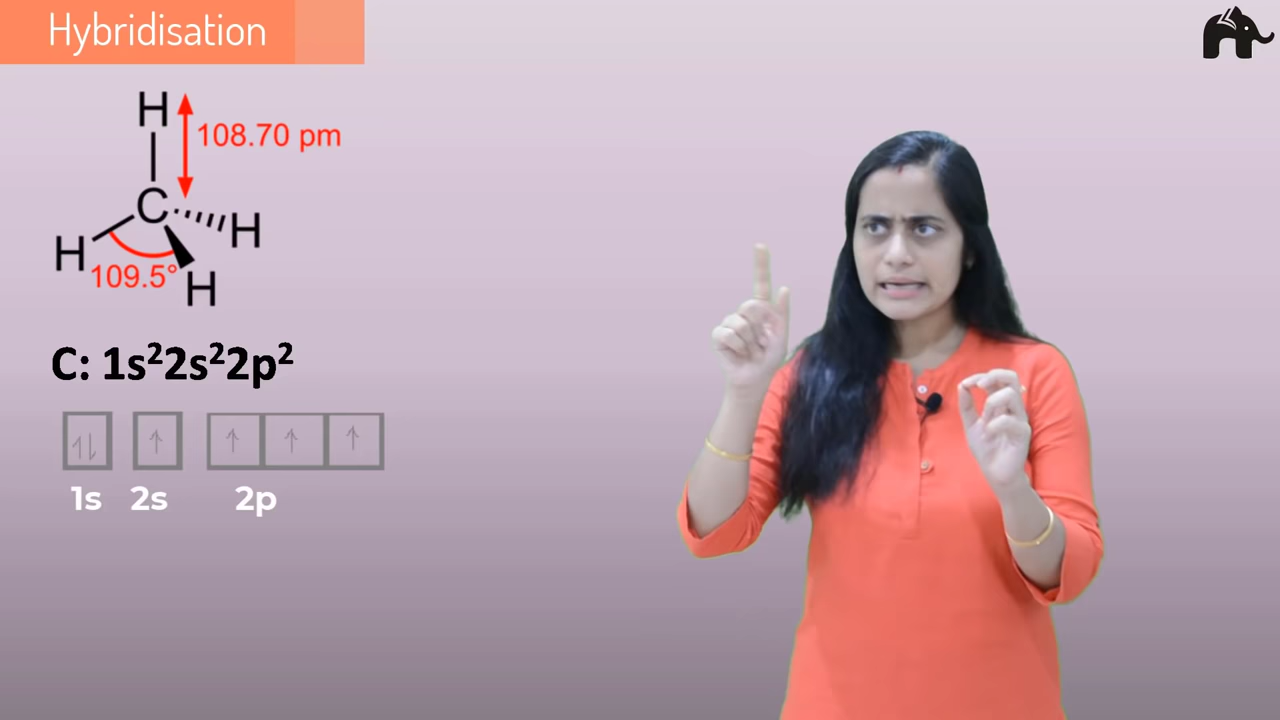 Hybridisation
H
108.70 pm
C
H
H
109.5°
H
C: 1s²2s²2p²
1s 2s 2p